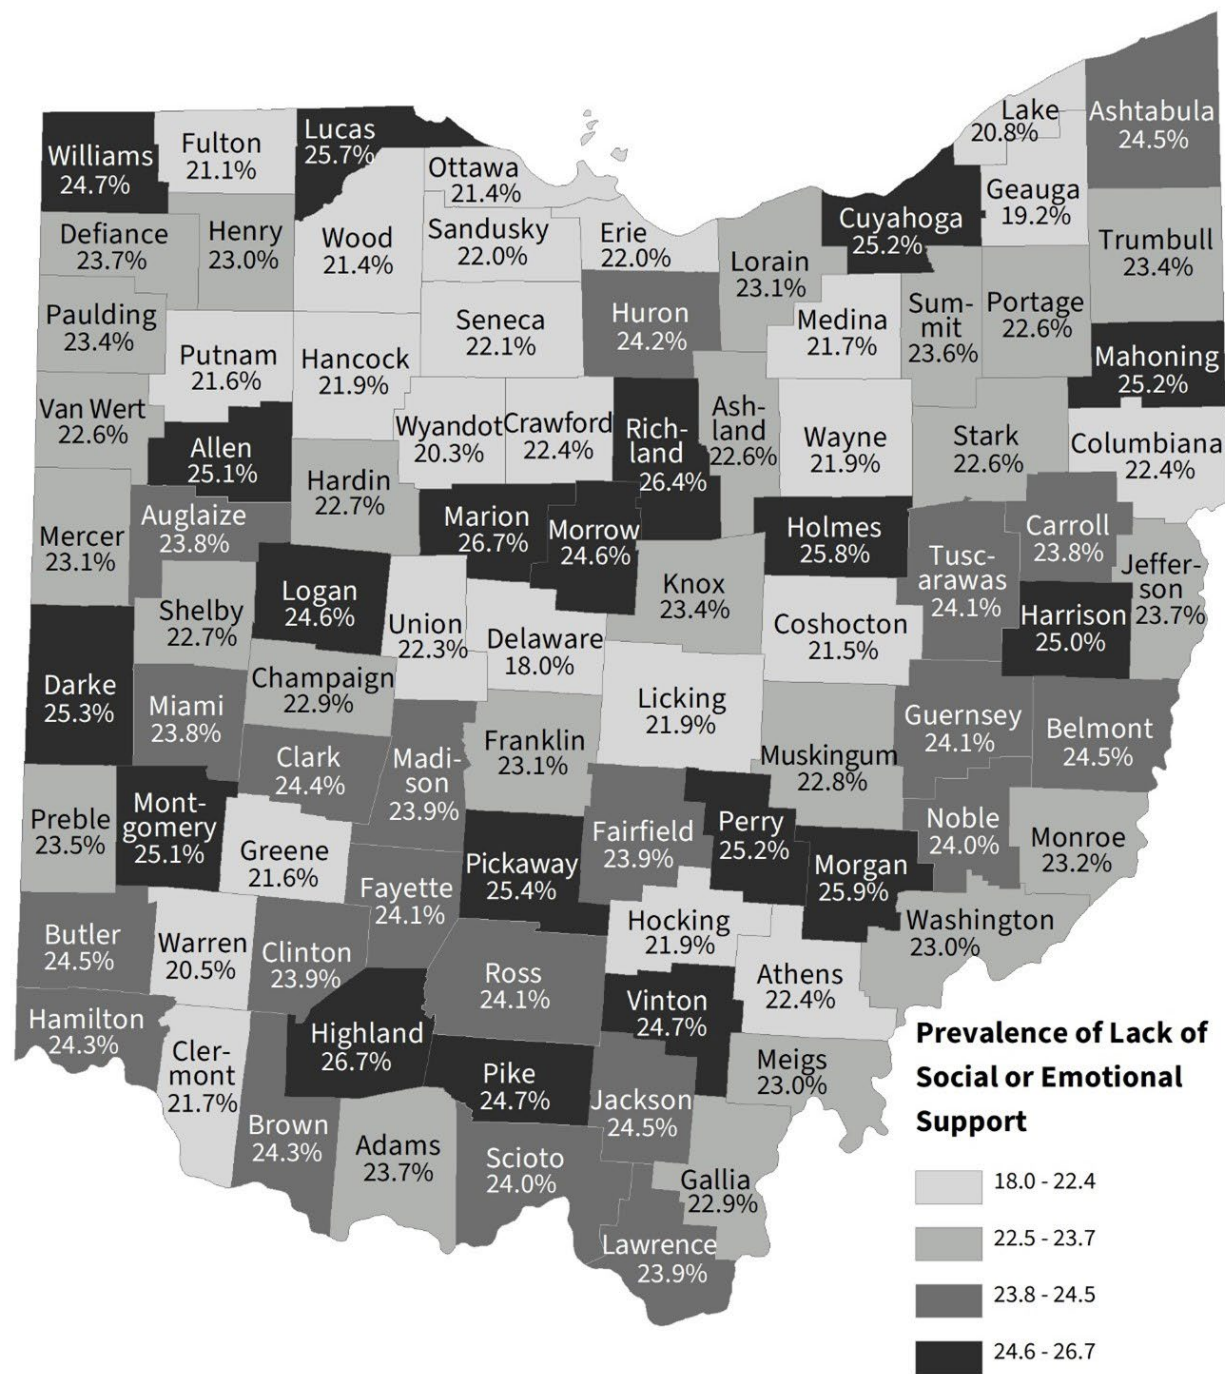 Lake
20.8%
Ashtabula
24.5%
Williams
24.7%
Fulton
21.1%
Lucas
25.7%
Ottawa
21.4%
Geauga
19.2%
Cuyahoga
25.2%
Defiance
23.7%
Henry
23.0%
Wood
21.4%
Sandusky
22.0%
Erie
22.0%
Lorain
23.1%
Trumbull
23.4%
Paulding
23.4%
Putnam
21.6%
Hancock
21.9%
Seneca
22.1%
Huron
24.2%
Medina
21.7%
Sum-
mit
23.6%
Portage
22.6%
Mahoning
25.2%
Van Wert
22.6%
Allen
25.1%
Wyandot
20.3%
Crawford
22.4%
Rich-
land
26.4%
Ash-
land
22.6%
Wayne
21.9%
Stark
22.6%
Columbiana
22.4%
Mercer
23.1%
Auglaize
23.8%
Hardin
22.7%
Marion
26.7%
Morrow
24.6%
Knox
23.4%
Holmes
25.8%
Tusc-
arawas
24.1%
Carroll
23.8%
Jeffer-
son
23.7%
Shelby
22.7%
Logan
24.6%
Union
22.3%
Delaware
18.0%
Coshocton
21.5%
Harrison
25.0%
Darke
25.3%
Miami
23.8%
Champaign
22.9%
Clark
24.4%
Madi-
son
23.9%
Franklin
23.1%
Licking
21.9%
Muskingum
22.8%
Guernsey
24.1%
Belmont
24.5%
Preble
23.5%
Mont-
gomery
25.1%
Greene
21.6%
Fayette
24.1%
Pickaway
25.4%
Fairfield
23.9%
Perry
25.2%
Morgan
25.9%
Noble
24.0%
Monroe
23.2%
Butler
24.5%
Warren
20.5%
Clinton
23.9%
Ross
24.1%
Hocking
21.9%
Athens
22.4%
Washington
23.0%
Hamilton
24.3%
Cler-
mont
21.7%
Highland
26.7%
Vinton
24.7%
Meigs
23.0%
Brown
24.3%
Adams
23.7%
Pike
24.7%
Jackson
24.5%
Scioto
24.0%
Gallia
22.9%
Lawrence
23.9%
Prevalence of Lack of
Social or Emotional
Support
18.0 - 22.4
22.5 - 23.7
23.8 - 24.5
24.6 - 26.7